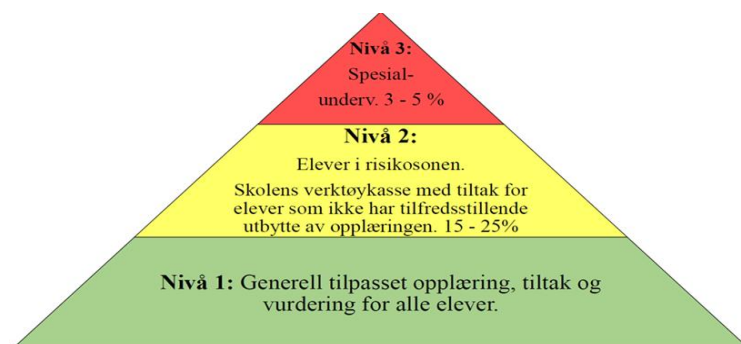 Nivå 3:
Spesial-
underv. 3 - 5 %
Nivå 2:
Elever i risikosonen.
Skolens verktøykasse med tiltak for
elever som ikke har tilfredsstillende
utbytte av opplæringen. 15 - 25%
Nivå 1: Generell tilpasset opplæring, tiltak og
vurdering for alle elever.